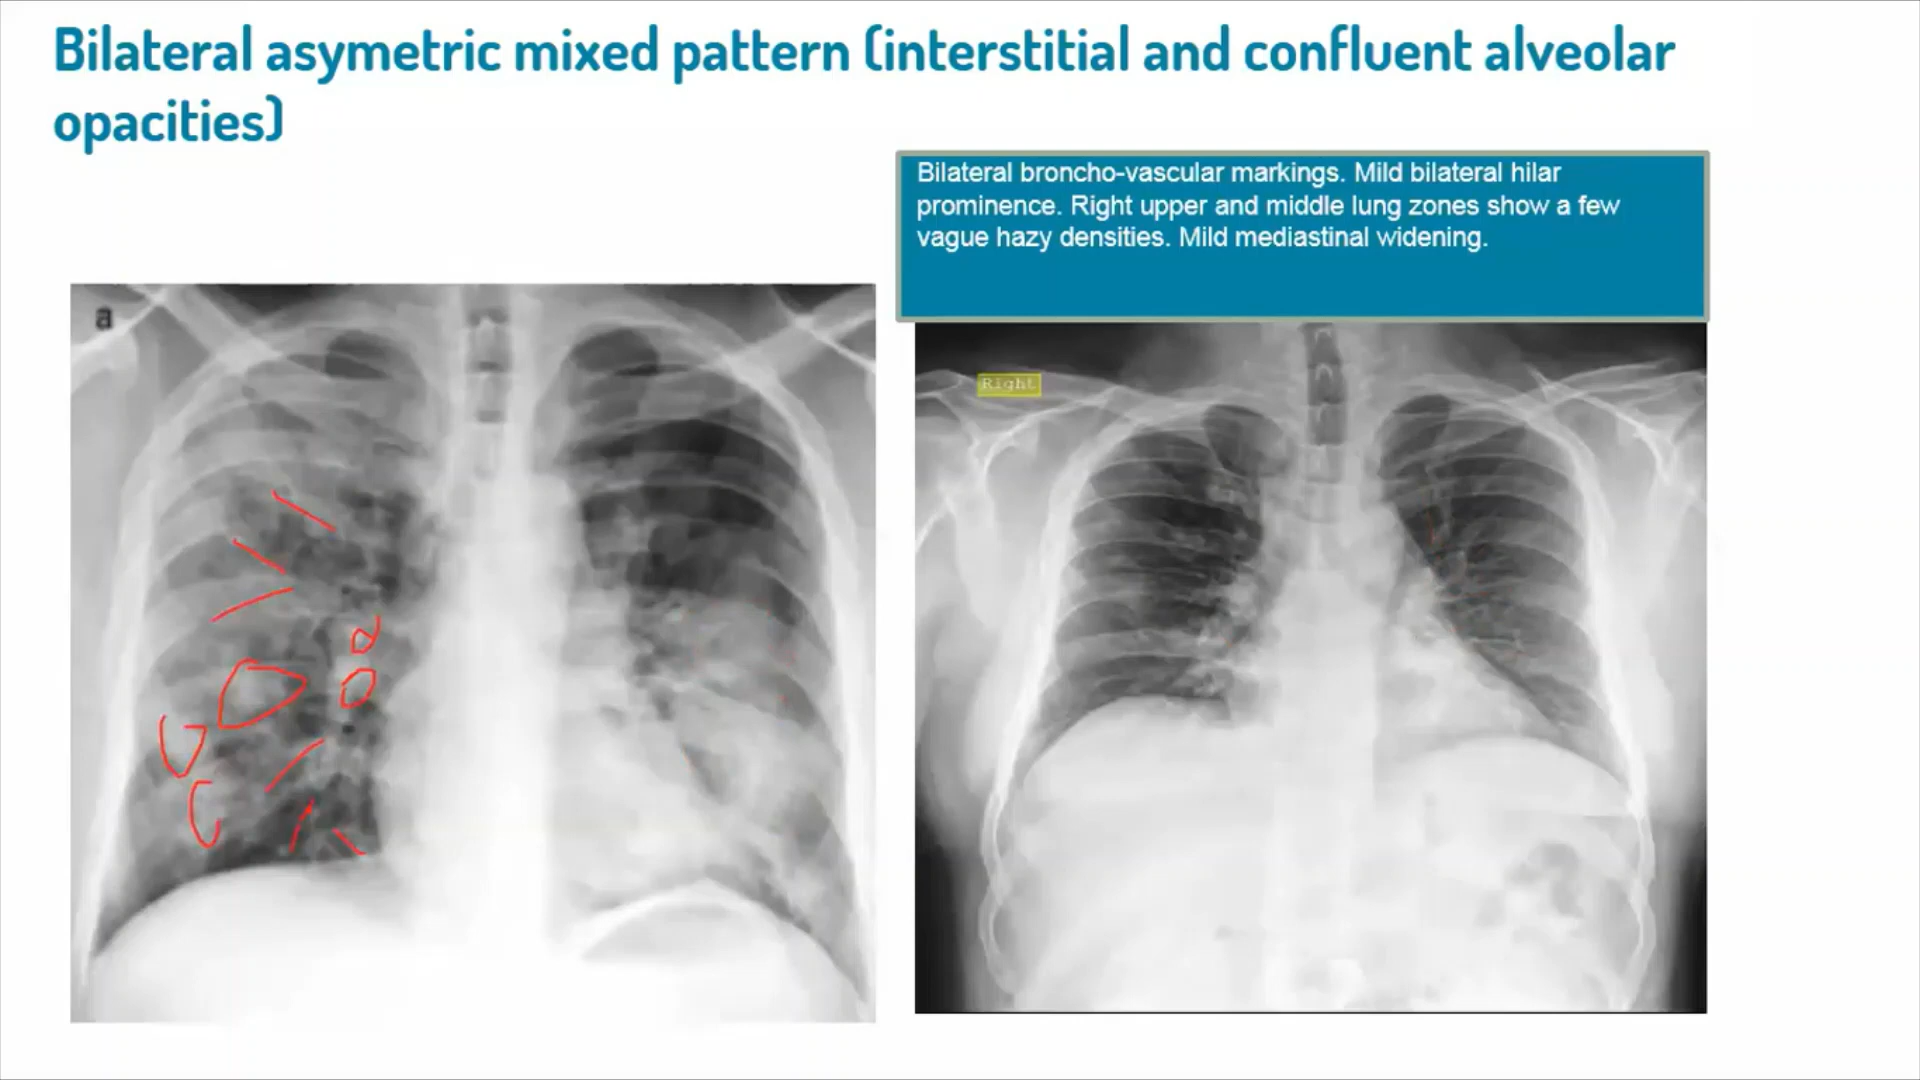 Bilateral asymetric mixed pattern (interstitial and confluent alveolar
opacities)
Bilateral broncho-vascular markings. Mild bilateral hilar
prominence. Right upper and middle lung zones show a few
vague hazy densities. Mild mediastinal widening.
a
Right